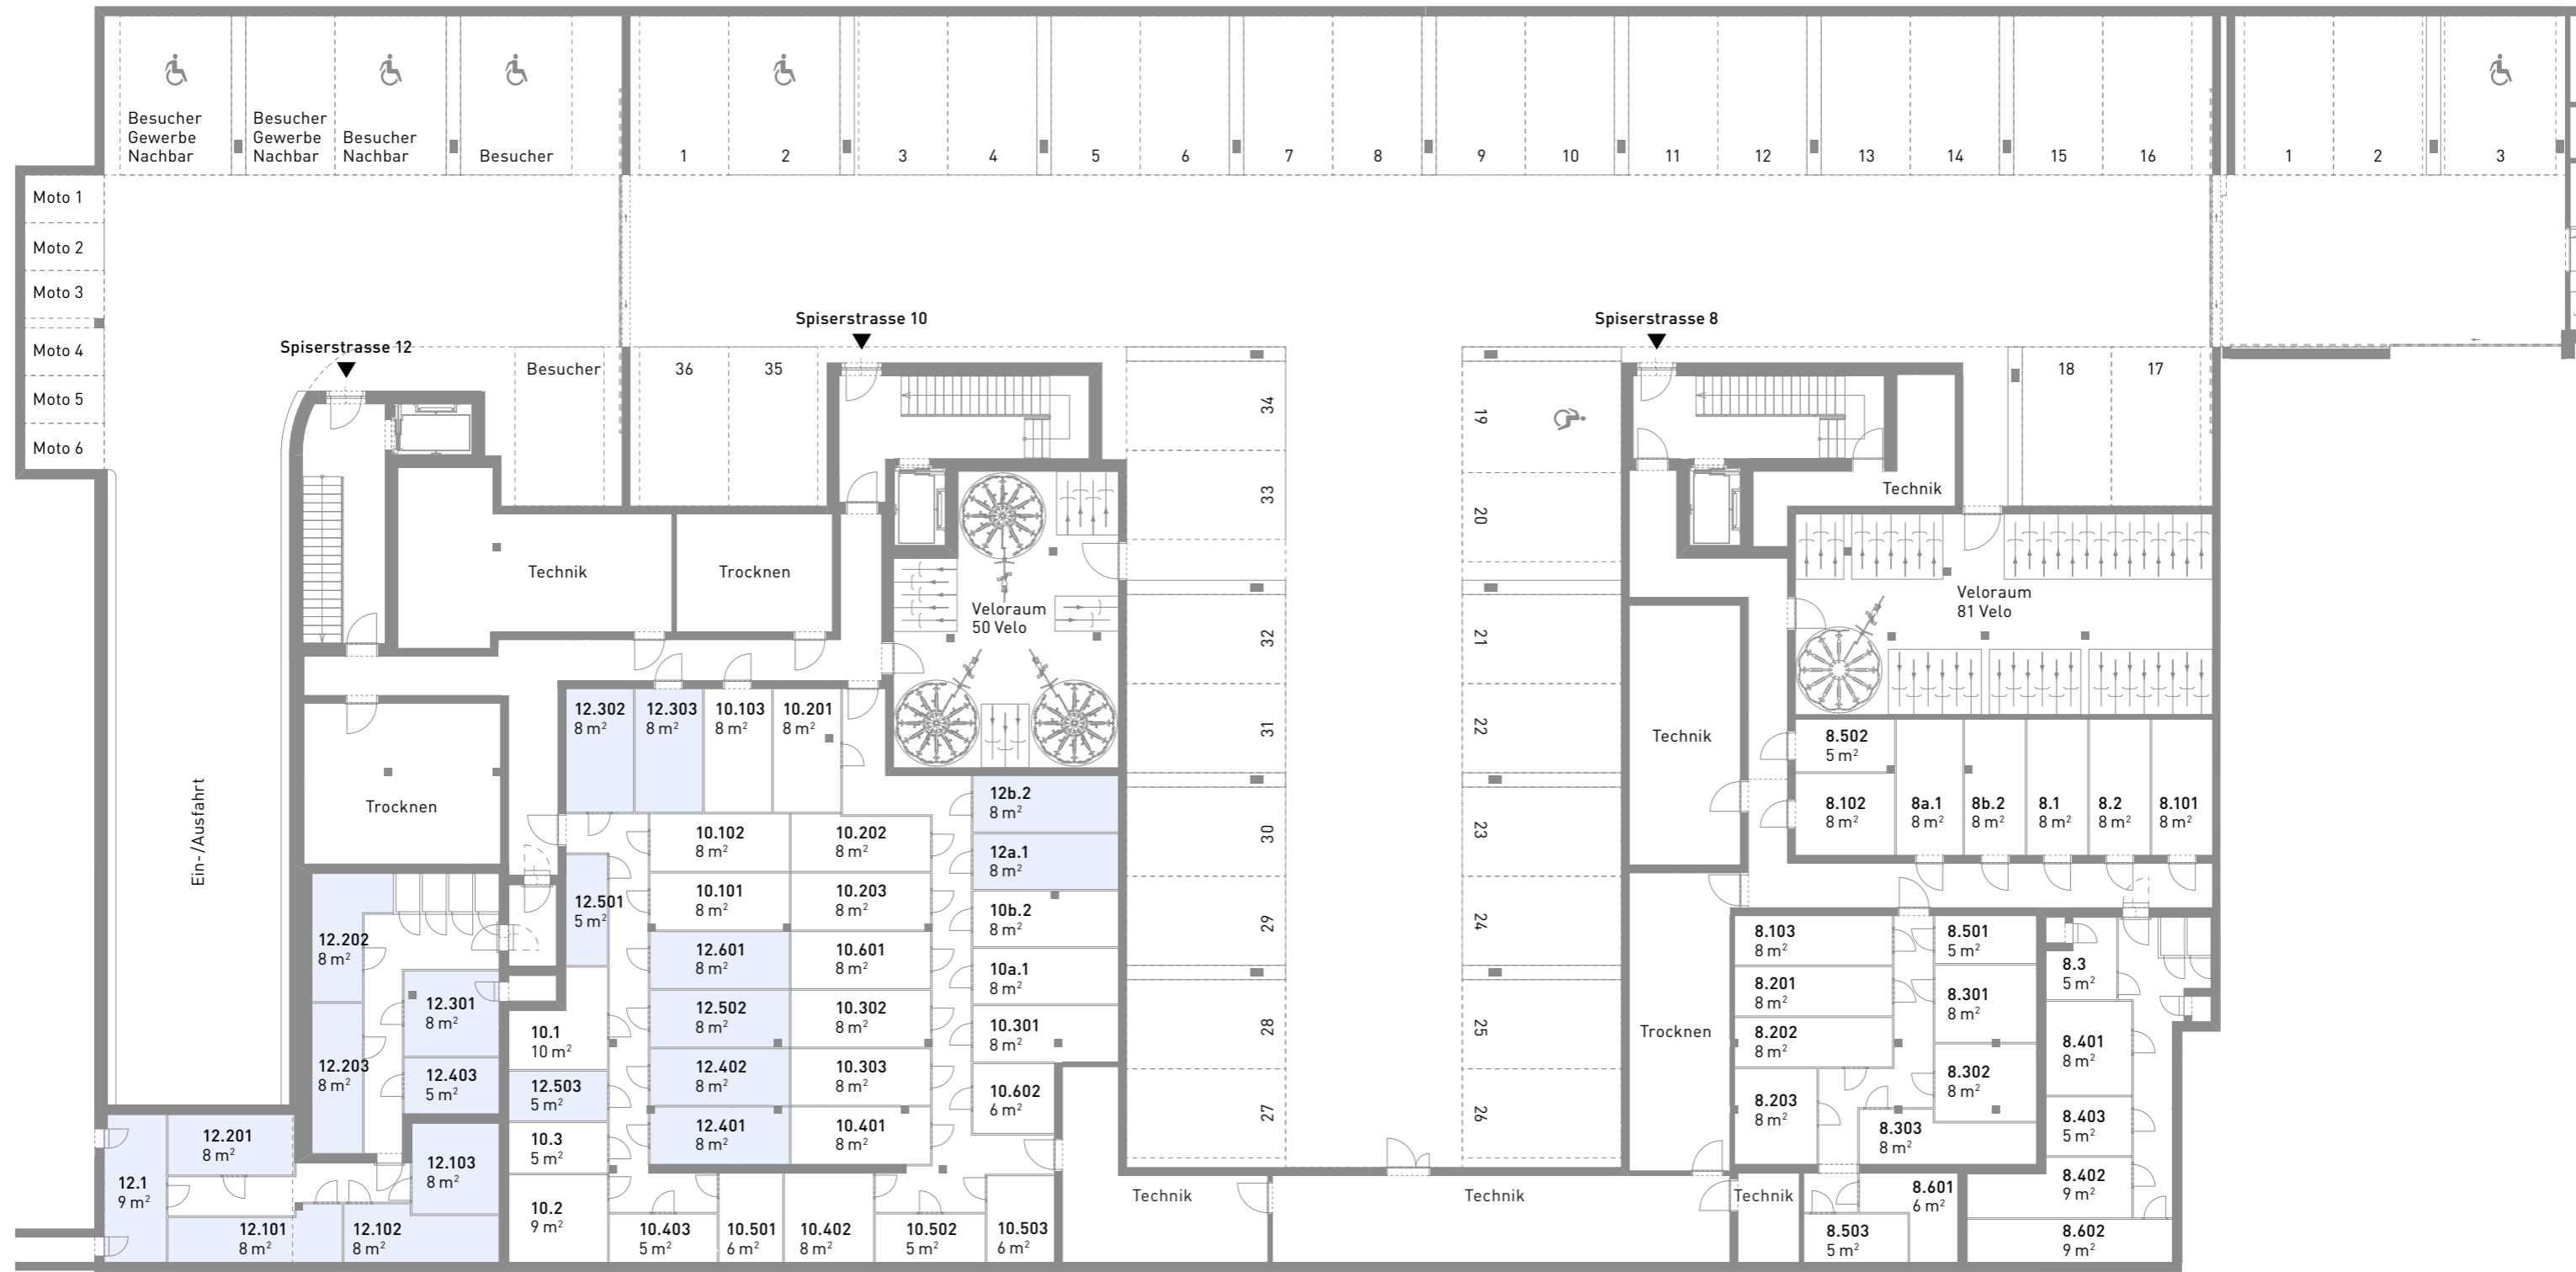 Besucher
Gewerbe
Nachbar
Besucher
Gewerbe
Nachbar
Besucher
Nachbar
Besucher
1
2
3
4
5
6
7
8
9
10
11
12
13
14
15
16
1
2
3
Moto 1
Moto 2
Moto 3
Moto 4
Moto 5
Moto 6
Spiserstrasse 12
Spiserstrasse 10
Spiserstrasse 8
Besucher
36
35
34
33
32
31
30
29
28
27
19
20
21
22
23
24
25
26
18
17
Ein-/Ausfahrt
Technik
Trocknen
Veloraum
50 Velo
Trocknen
Technik
Veloraum
81 Velo
Technik
Trocknen
Technik
Technik
Technik
12.302
8 m²
12.303
8 m²
10.103
8 m²
10.201
8 m²
12b.2
8 m²
12a.1
8 m²
10b.2
8 m²
10a.1
8 m²
10.301
8 m²
10.602
6 m²
10.102
8 m²
10.202
8 m²
10.101
8 m²
10.203
8 m²
12.601
8 m²
10.601
8 m²
12.502
8 m²
10.302
8 m²
12.402
8 m²
10.303
8 m²
12.401
8 m²
10.401
8 m²
12.501
5 m²
10.1
10 m²
12.503
5 m²
10.3
5 m²
10.2
9 m²
10.403
5 m²
10.501
6 m²
10.402
8 m²
10.502
5 m²
10.503
6 m²
12.202
8 m²
12.203
8 m²
12.301
8 m²
12.403
5 m²
12.201
8 m²
12.103
8 m²
12.1
9 m²
12.101
8 m²
12.102
8 m²
8.502
5 m²
8.102
8 m²
8a.1
8 m²
8b.2
8 m²
8.1
8 m²
8.2
8 m²
8.101
8 m²
8.103
8 m²
8.201
8 m²
8.202
8 m²
8.203
8 m²
8.501
5 m²
8.301
8 m²
8.302
8 m²
8.303
8 m²
8.3
5 m²
8.401
8 m²
8.403
5 m²
8.402
9 m²
8.601
6 m²
8.503
5 m²
8.602
9 m²